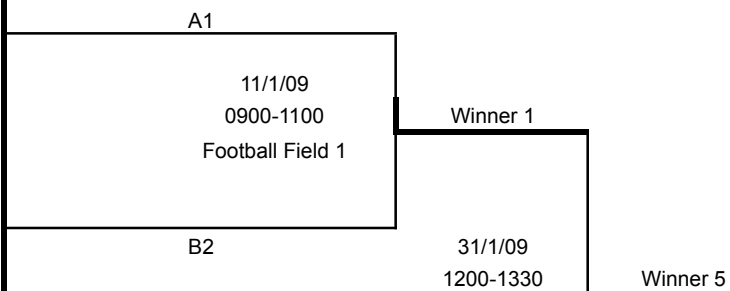 A1
11/1/09
0900-1100
Winner 1
Football Field 1
B2
31/1/09
1200-1330
Winner 5